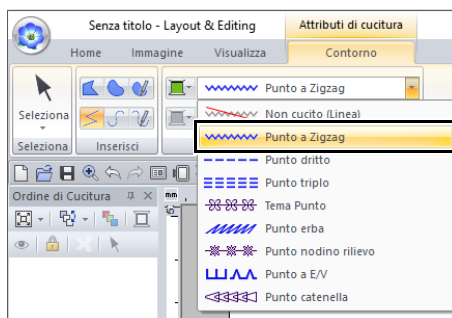 Senza titolo - Layout & Editing
Attributi di cucitura
Home Immagine Visualizza Contorno
Punto a Zigzag
Seleziona
Non cucito (Linea)
Seleziona Inserisci
Punto a Zigzag
Punto dritto
Punto triplo
Ordine di Cucitura
mm
Tema Punto
Punto erba
Punto nodino rilievo
Punto a E/V
Punto catenella